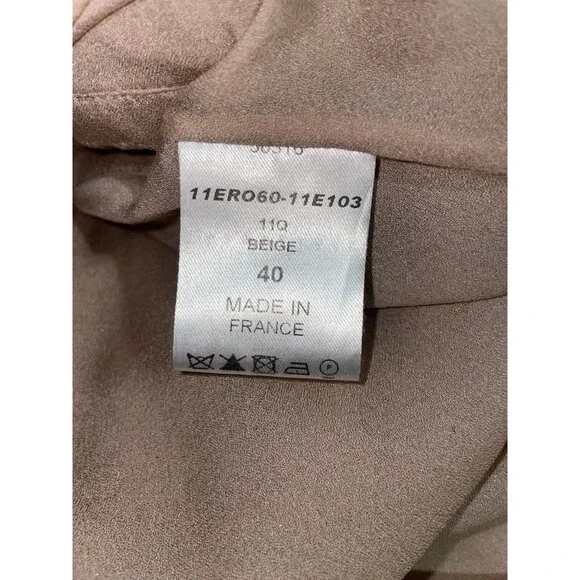 11ERO60-11E103
11Q
BEIGE
40
MADE IN
FRANCE
P